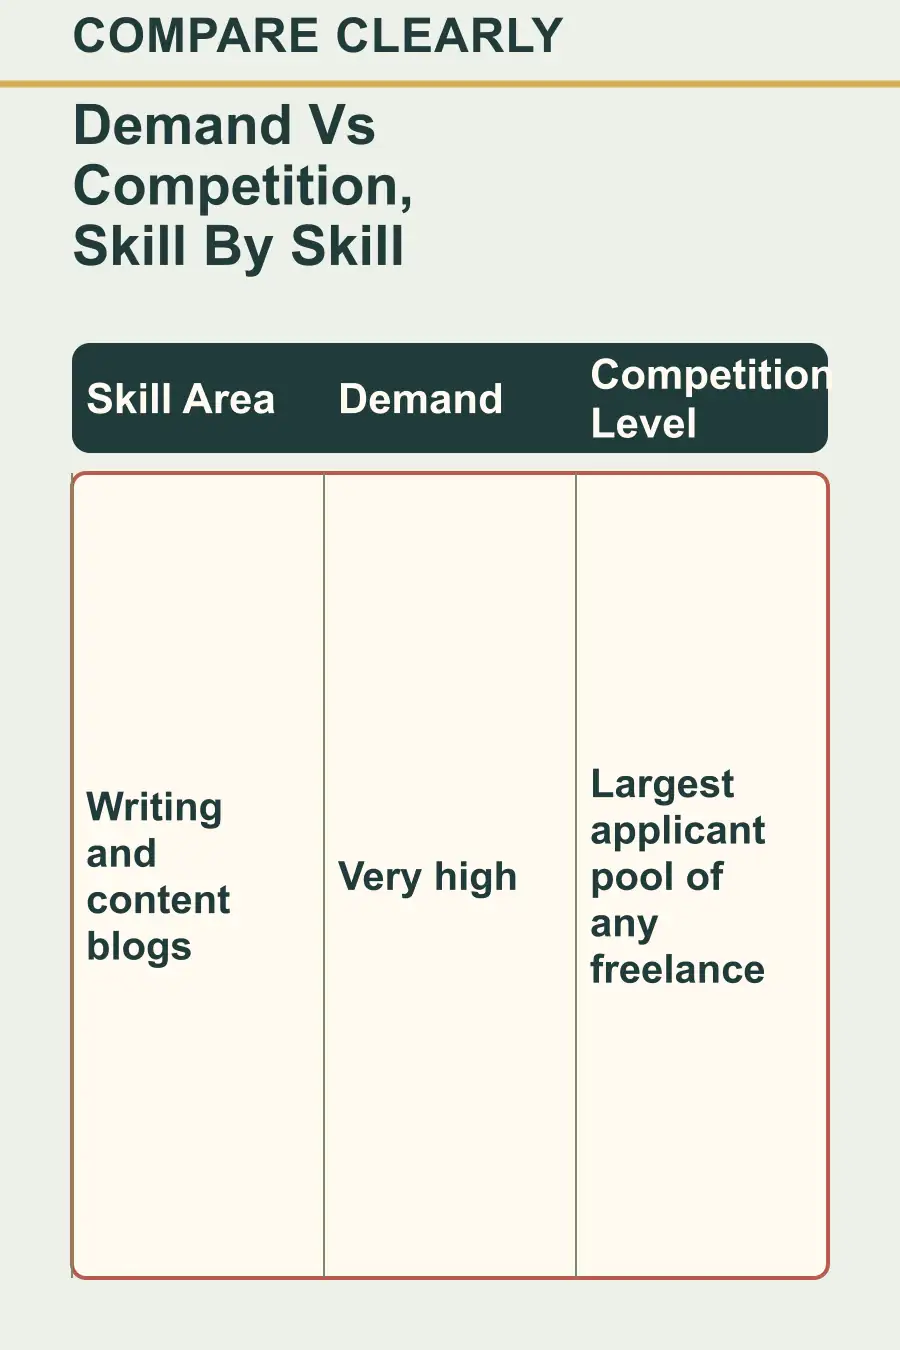 COMPARE CLEARLY
Demand Vs
Competition,
Skill By Skill
Skill Area
Demand
Competition
Level
Writing
and
content
blogs
Very high
Largest
applicant
pool of
any
freelance